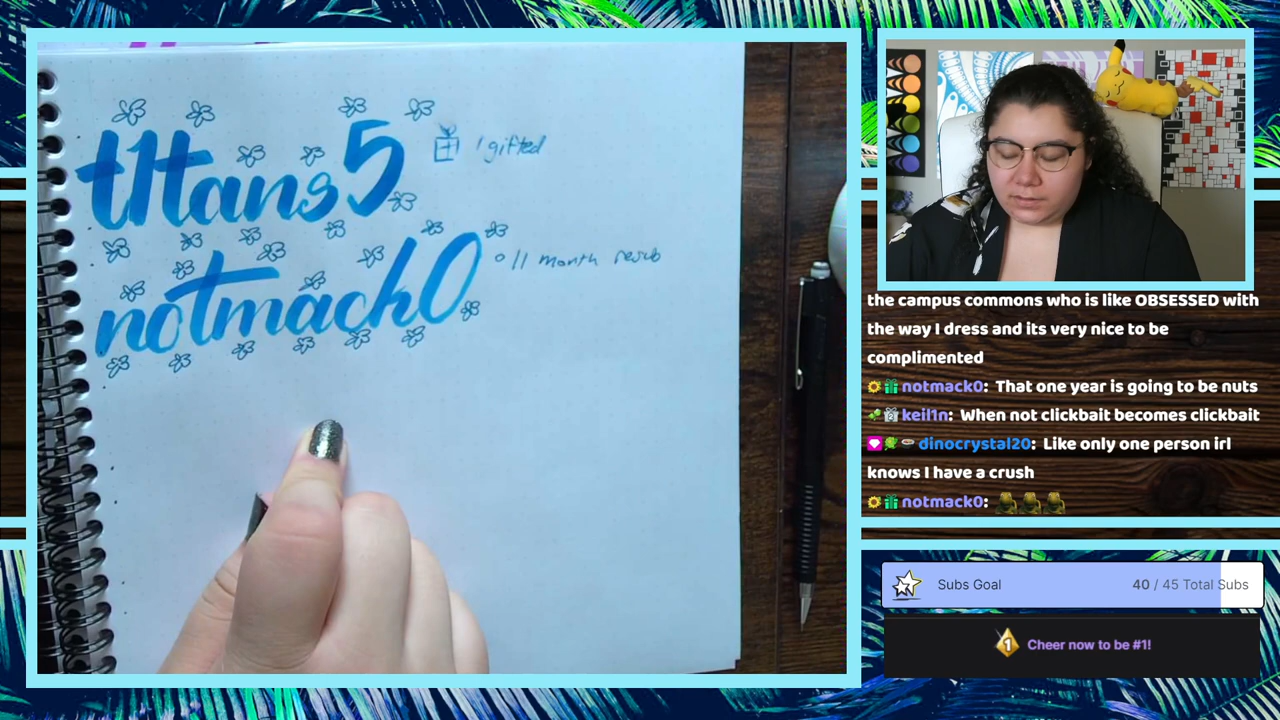 t1tans5
1 gifted
notmack0
11 month resub
the campus commons who is like OBSESSED with
the way I dress and its very nice to be
complimented
notmack0: That one year is going to be nuts
keil1n: When not clickbait becomes clickbait
dinocrystal20: Like only one person irl
knows I have a crush
notmack0:
Subs Goal 40 / 45 Total Subs
1 Cheer now to be #1!